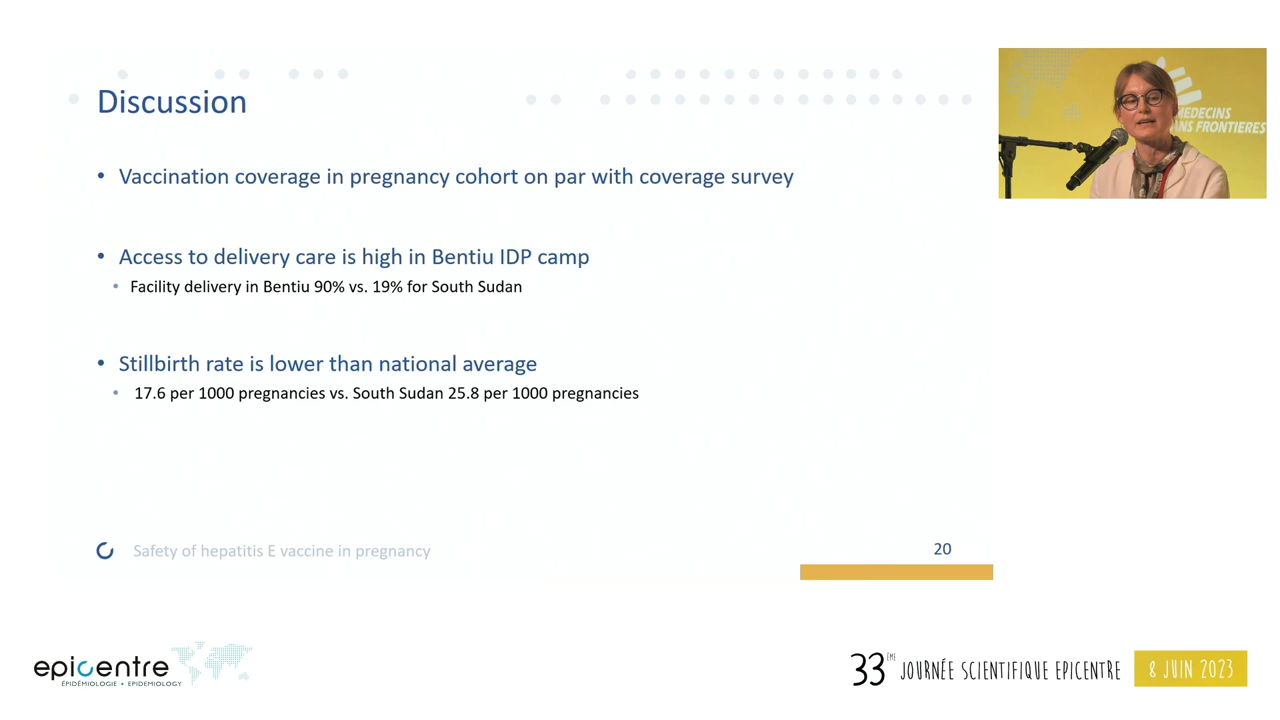 Discussion
• Vaccination coverage in pregnancy cohort on par with coverage survey
• Access to delivery care is high in Bentiu IDP camp
• Facility delivery in Bentiu 90% vs. 19% for South Sudan
• Stillbirth rate is lower than national average
• 17.6 per 1000 pregnancies vs. South Sudan 25.8 per 1000 pregnancies
Safety of hepatitis E vaccine in pregnancy
20
MEDECINS
ANS FRONTIERES
epicentre
ÉPIDÉMIOLOGIE • EPIDEMIOLOGY
33ÈME JOURNÉE SCIENTIFIQUE EPICENTRE
8 JUIN 2023